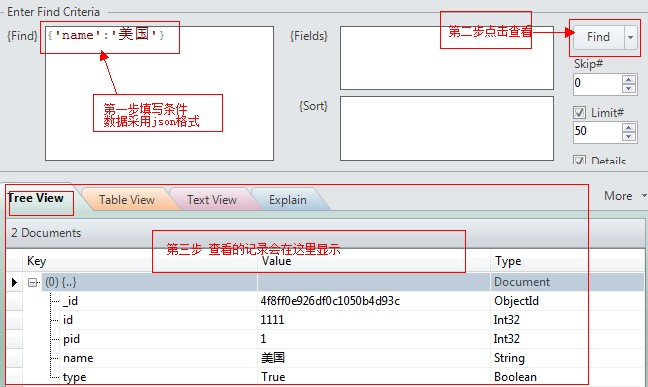 Enter Find Criteria
{Find}
{'name':'美国'}
{Fields}
第二步点击查看
Find
Skip#
0
第一步填写条件
数据采用json格式
{Sort}
Limit#
50
Details
Tree View
Table View
Text View
Explain
More
2 Documents
第三步 查看的记录会在这里显示
Key
Value
Type
(0) {..}
Document
_id
4f8ff0e926df0c1050b4d93c
ObjectId
id
1111
Int32
pid
1
Int32
name
美国
String
type
True
Boolean